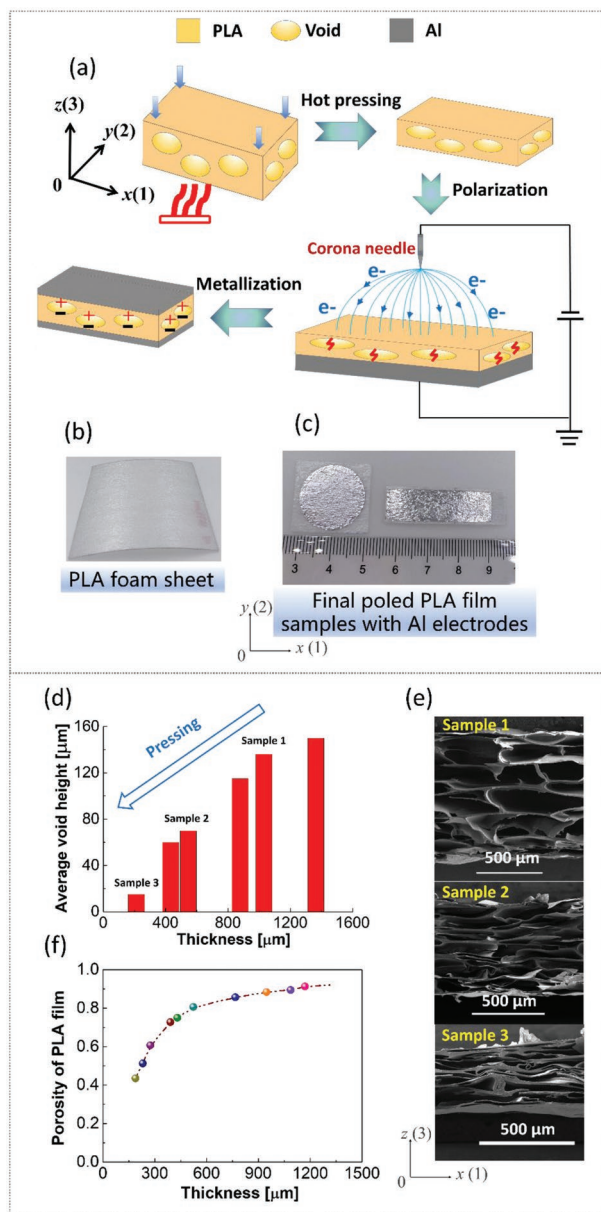 PLA Void Al
(a)
z(3)
y(2)
0
x(1)
Hot pressing
Polarization
Corona needle
e-
e-
e-
e-
Metallization
+ + + + +
(b)
PLA foam sheet
(c)
3 4 5 6 7 8 9
Final poled PLA film
samples with Al electrodes
y (2)
0
x (1)
(d)
Average void height [μm]
160
120
80
40
0
Pressing
Sample 1
Sample 2
Sample 3
0 400 800 1200 1600
Thickness [μm]
(e)
Sample 1
500 μm
Sample 2
500 μm
Sample 3
500 μm
z (3)
0
x (1)
(f)
Porosity of PLA film
1.0
0.8
0.6
0.4
0.2
0.0
0 300 600 900 1200 1500
Thickness [μm]